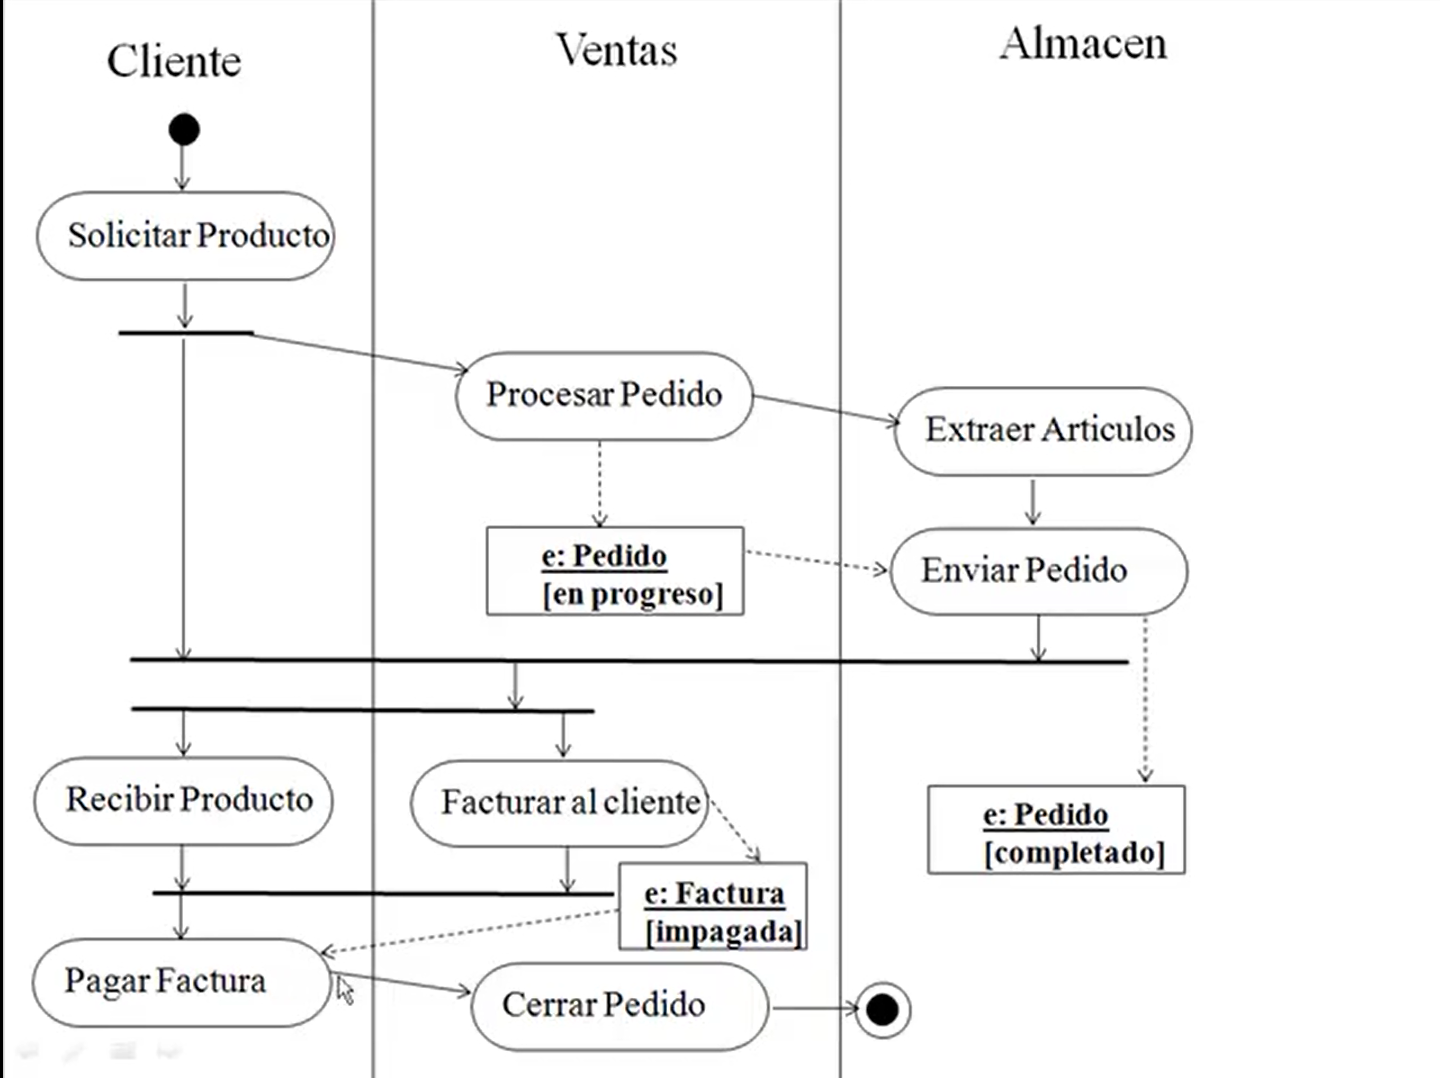 Cliente
Ventas
Almacen
Solicitar Producto
Procesar Pedido
Extraer Articulos
e: Pedido
[en progreso]
Enviar Pedido
Recibir Producto
Facturar al cliente
e: Pedido
[completado]
e: Factura
[impagada]
Pagar Factura
Cerrar Pedido